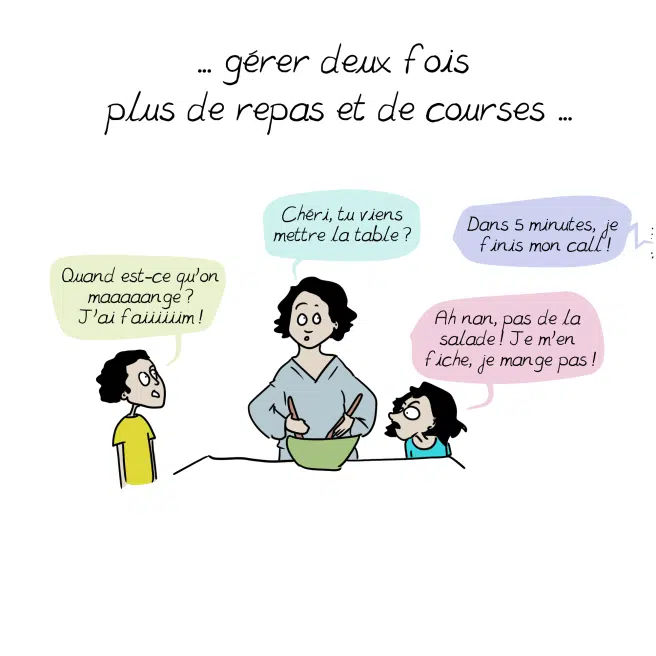 ... gérer deux fois
plus de repas et de courses ...
Chéri, tu viens
mettre la table ?
Dans 5 minutes, je
finis mon call !
Quand est-ce qu'on
maaaaange ?
J'ai faiiiiiim !
Ah nan, pas de la
salade ! Je m'en
fiche, je mange pas !